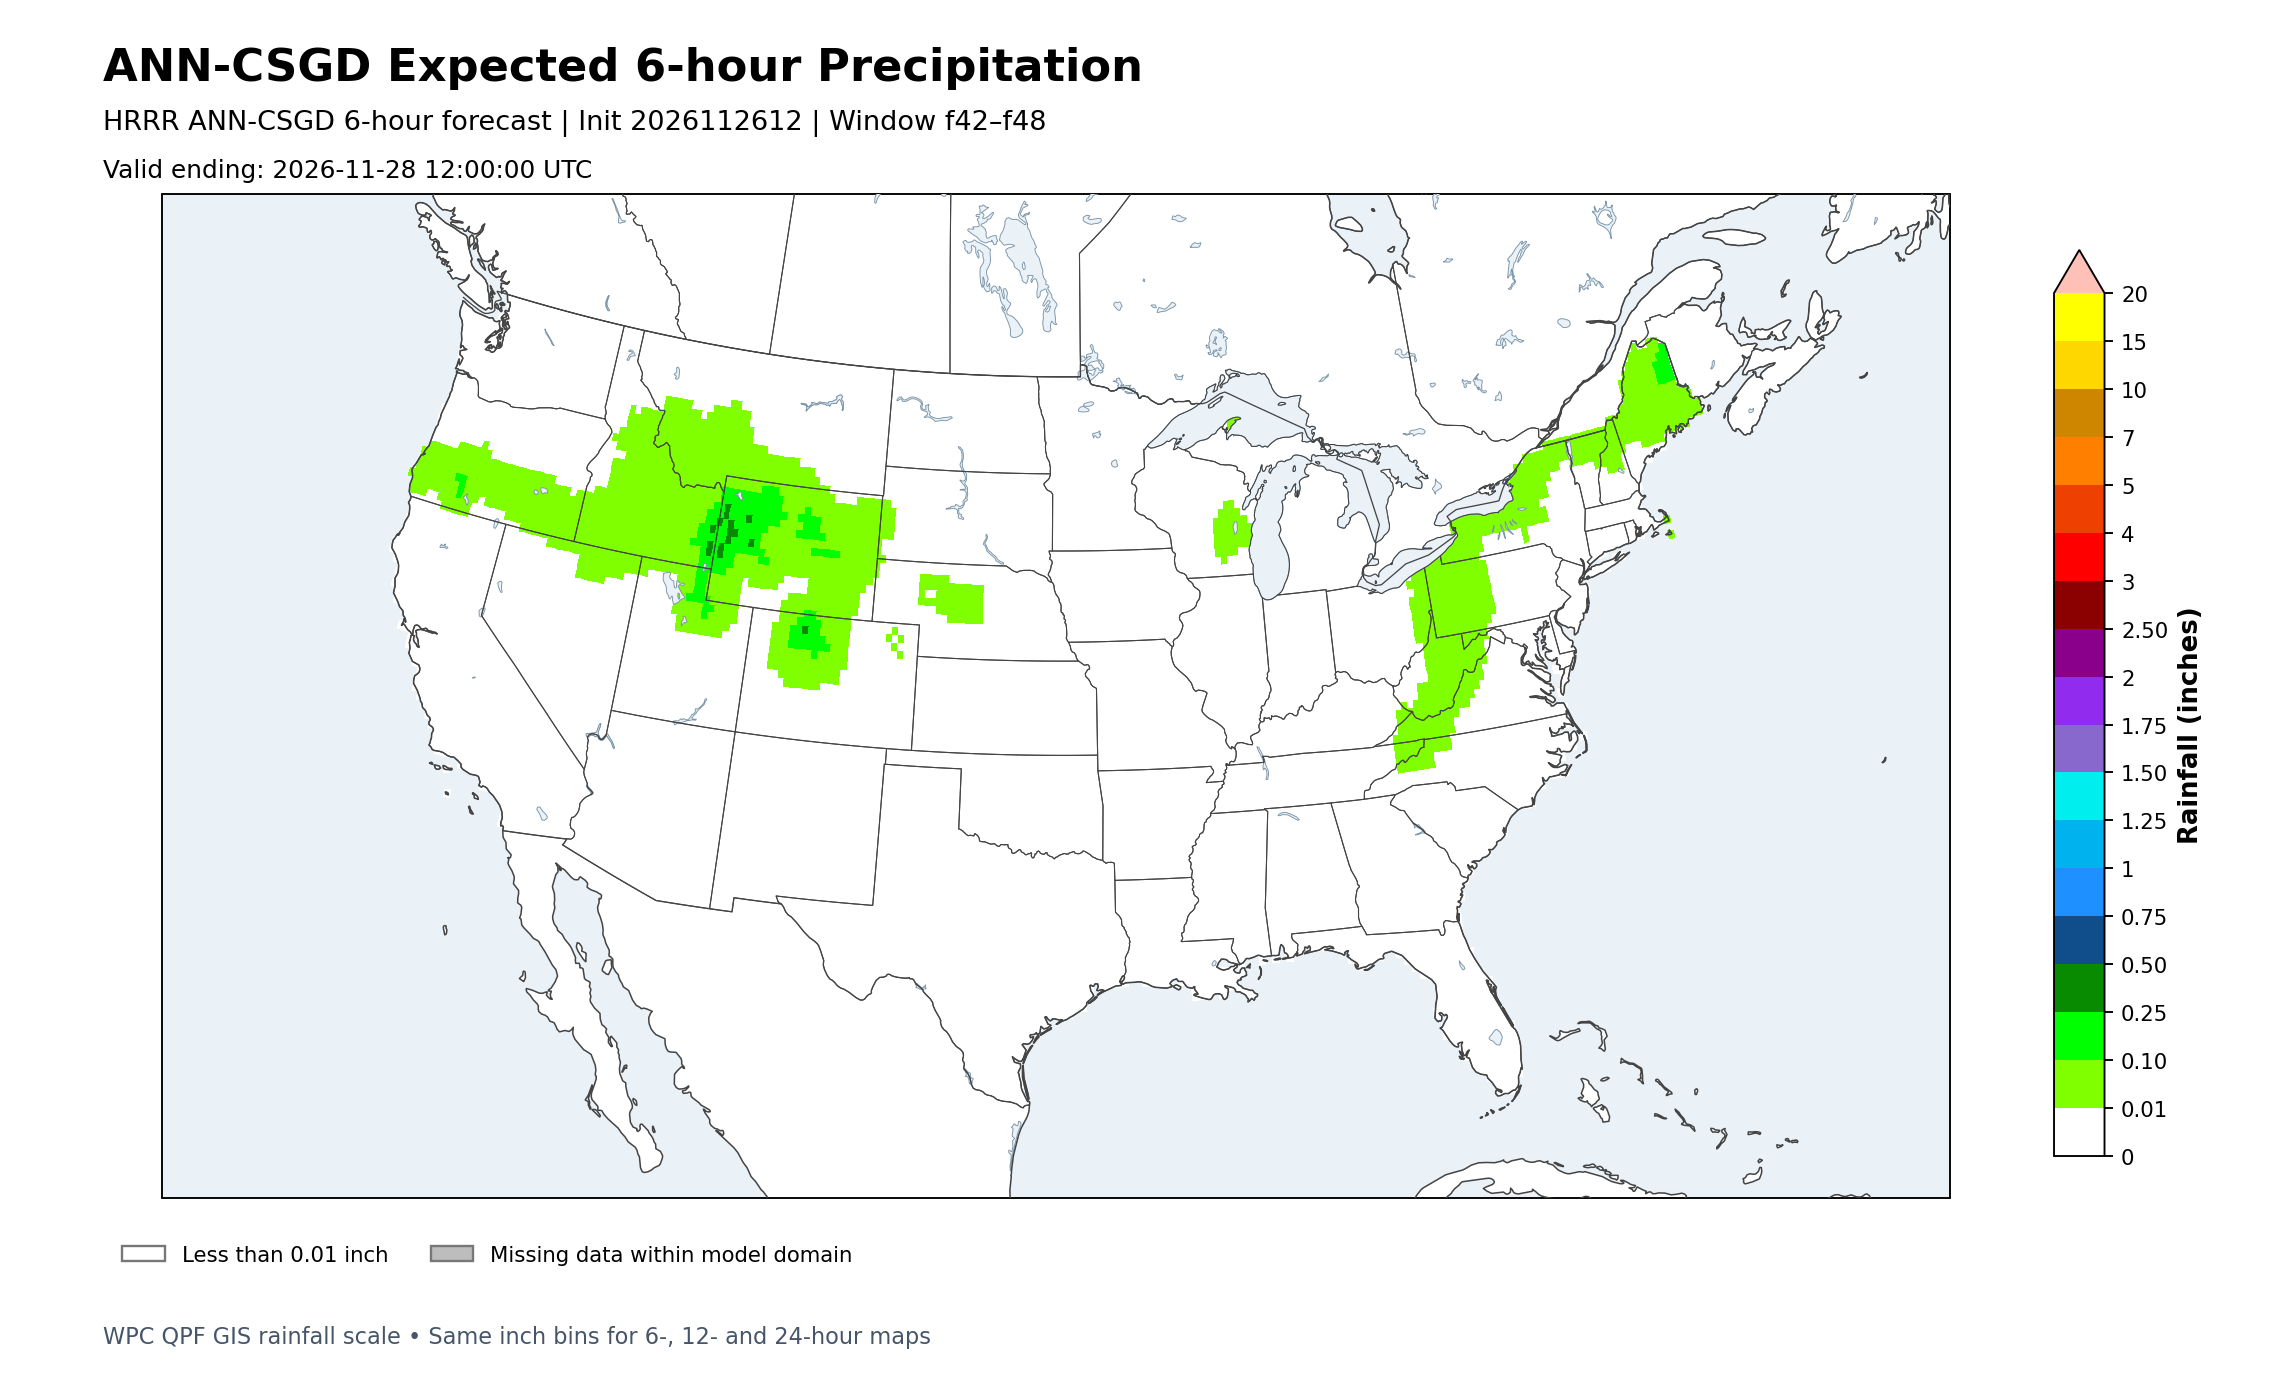 ANN-CSGD Expected 6-hour Precipitation
HRRR ANN-CSGD 6-hour forecast | Init 2026112612 | Window f42–f48
Valid ending: 2026-11-28 12:00:00 UTC
20
15
10
7
5
4
3
2.50
2
1.75
1.50
1.25
1
0.75
0.50
0.25
0.10
0.01
0
Rainfall (inches)
Less than 0.01 inch
Missing data within model domain
WPC QPF GIS rainfall scale • Same inch bins for 6-, 12- and 24-hour maps